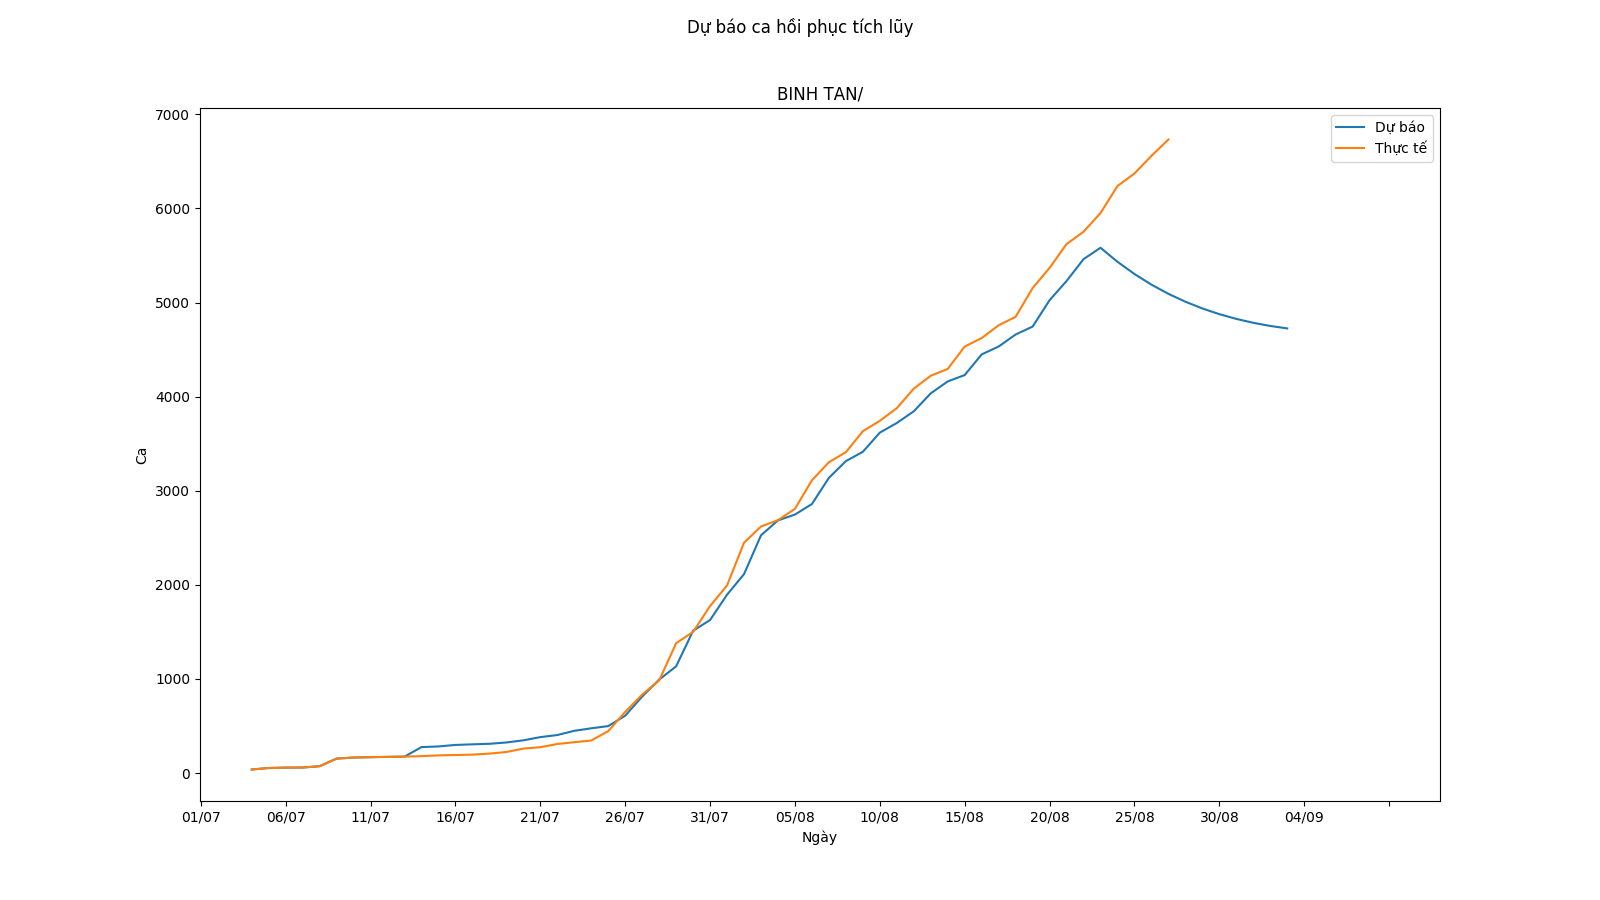 Dự báo ca hồi phục tích lũy
BINH TAN/
Dự báo
Thực tế
7000
6000
5000
4000
3000
2000
1000
0
Ca
01/07 06/07 11/07 16/07 21/07 26/07 31/07 05/08 10/08 15/08 20/08 25/08 30/08 04/09
Ngày